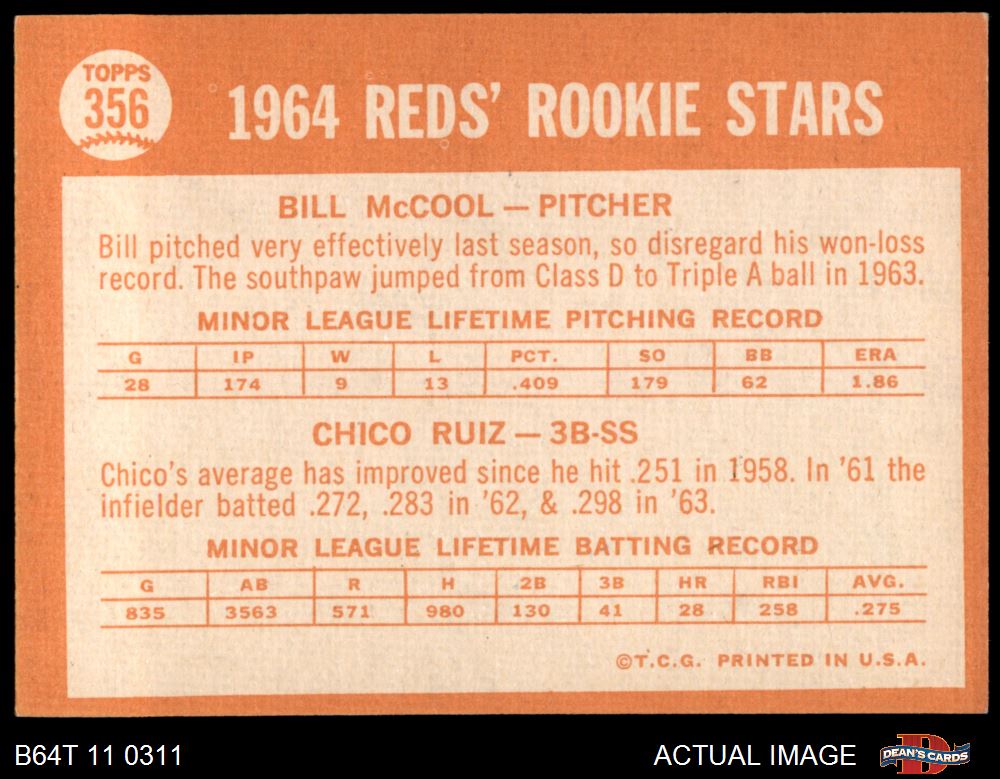 TOPPS
356
1964 REDS' ROOKIE STARS
BILL McCOOL — PITCHER
Bill pitched very effectively last season, so disregard his won-loss
record. The southpaw jumped from Class D to Triple A ball in 1963.
MINOR LEAGUE LIFETIME PITCHING RECORD
G IP W L PCT. SO BB ERA
28 174 9 13 .409 179 62 1.86
CHICO RUIZ — 3B-SS
Chico's average has improved since he hit .251 in 1958. In '61 the
infielder batted .272, .283 in '62, & .298 in '63.
MINOR LEAGUE LIFETIME BATTING RECORD
G AB R H 2B 3B HR RBI AVG.
835 3563 571 980 130 41 28 258 .275
©T.C.G. PRINTED IN U.S.A.
B64T 11 0311 ACTUAL IMAGE DEAN'S CARDS